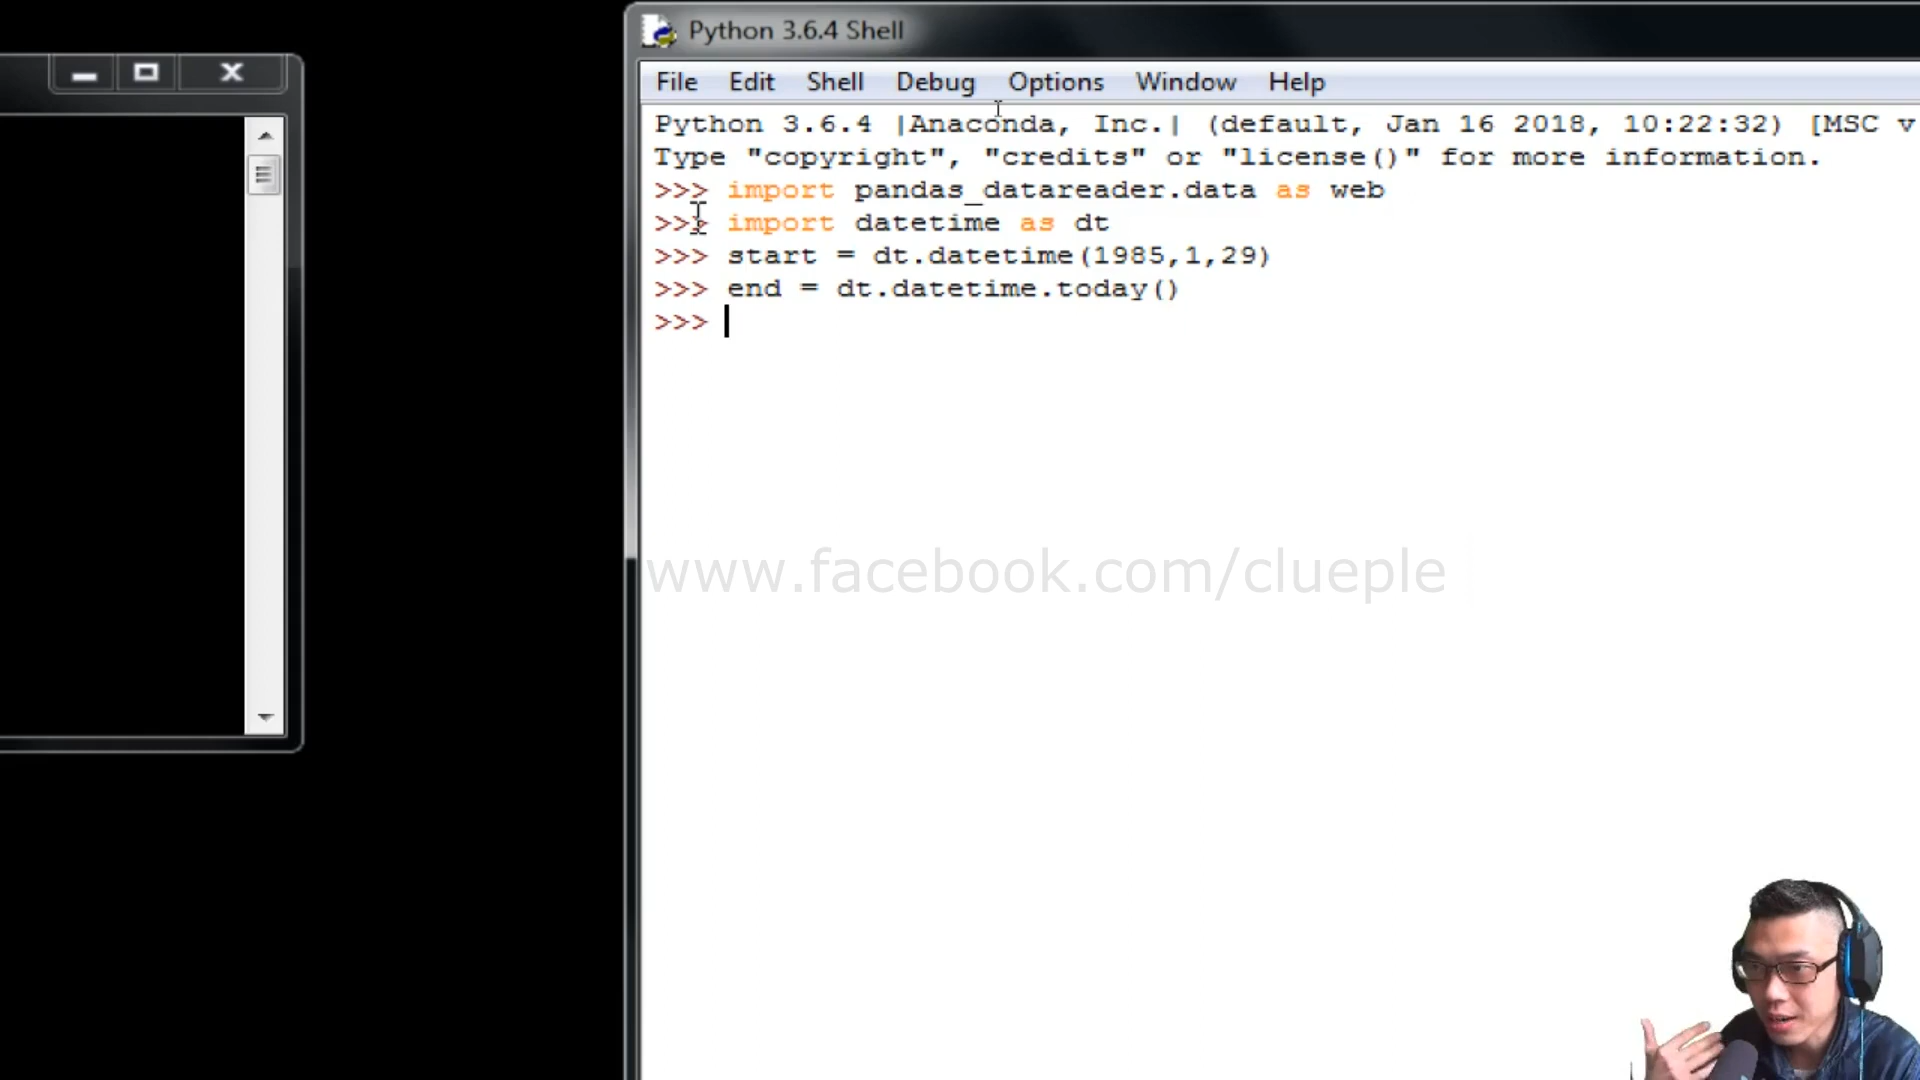 Python 3.6.4 Shell
File Edit Shell Debug Options Window Help
Python 3.6.4 |Anaconda, Inc.| (default, Jan 16 2018, 10:22:32) [MSC v
Type "copyright", "credits" or "license()" for more information.
>>> import pandas_datareader.data as web
>>> import datetime as dt
>>> start = dt.datetime(1985,1,29)
>>> end = dt.datetime.today()
>>>
www.facebook.com/clueple